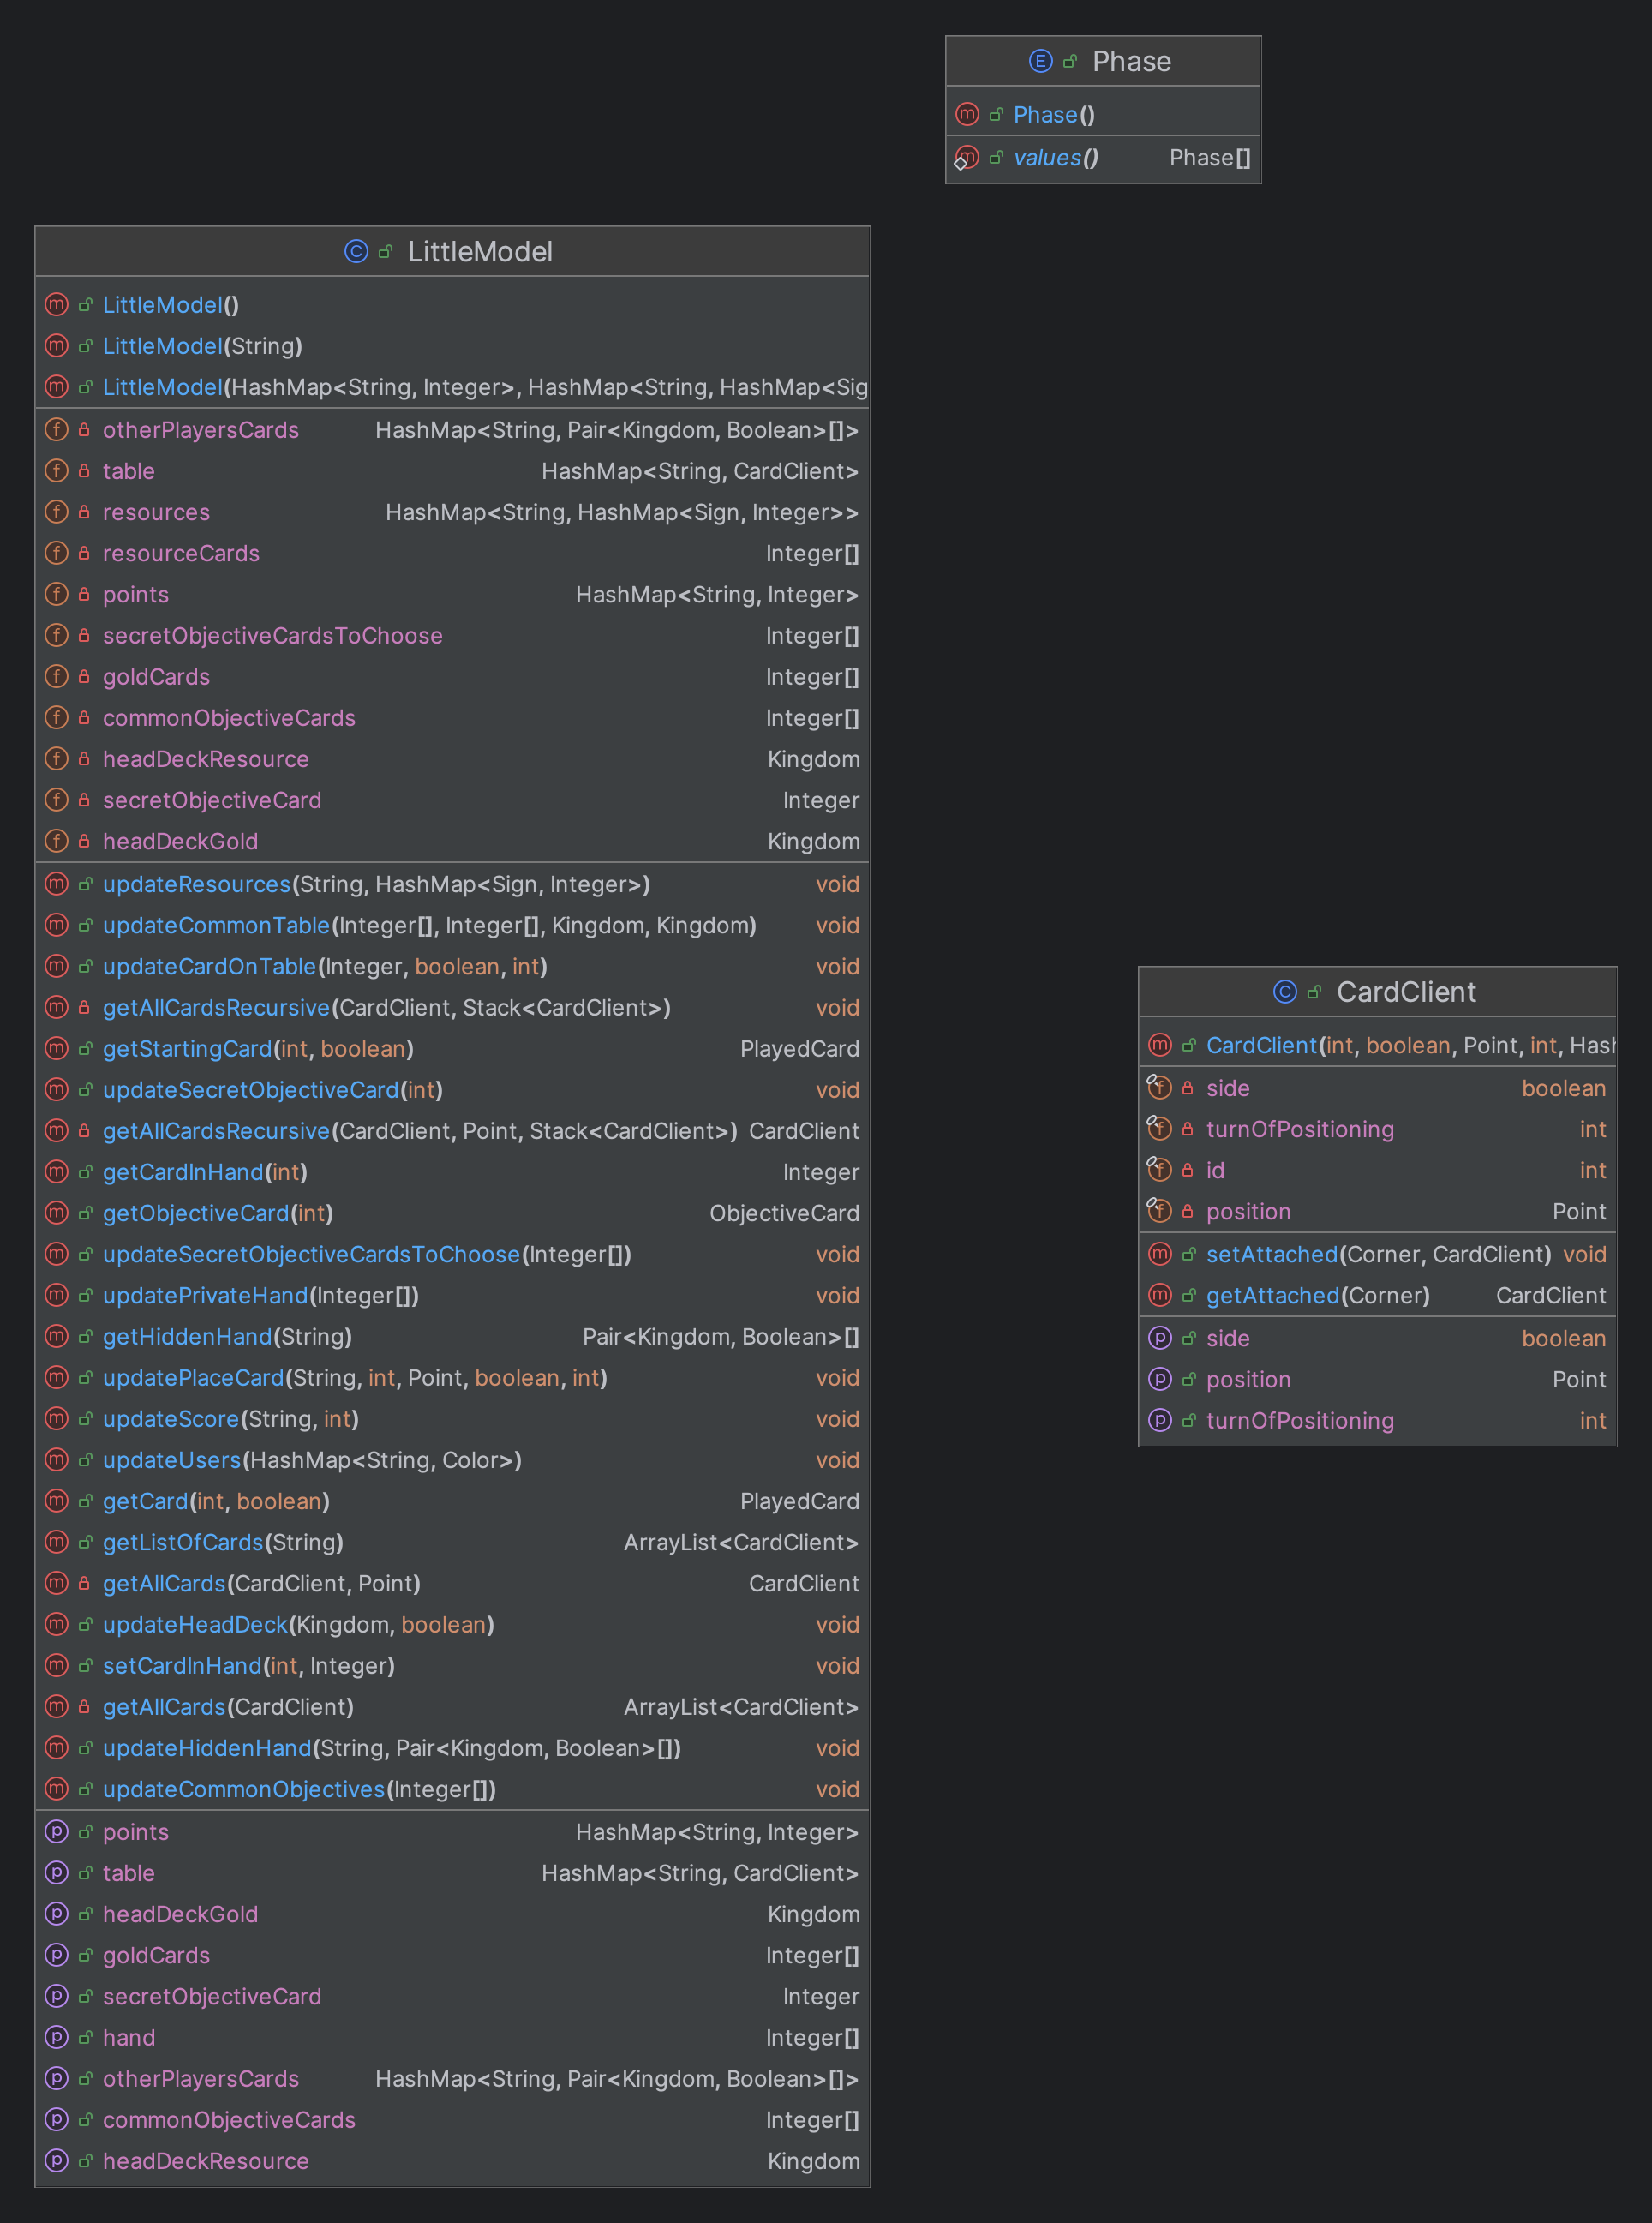 Phase
Phase()
values() Phase[]
LittleModel
LittleModel()
LittleModel(String)
LittleModel(HashMap<String, Integer>, HashMap<String, HashMap<Sig
otherPlayersCards HashMap<String, Pair<Kingdom, Boolean>[]>
table HashMap<String, CardClient>
resources HashMap<String, HashMap<Sign, Integer>>
resourceCards Integer[]
points HashMap<String, Integer>
secretObjectiveCardsToChoose Integer[]
goldCards Integer[]
commonObjectiveCards Integer[]
headDeckResource Kingdom
secretObjectiveCard Integer
headDeckGold Kingdom
updateResources(String, HashMap<Sign, Integer>) void
updateCommonTable(Integer[], Integer[], Kingdom, Kingdom) void
updateCardOnTable(Integer, boolean, int) void
getAllCardsRecursive(CardClient, Stack<CardClient>) void
getStartingCard(int, boolean) PlayedCard
updateSecretObjectiveCard(int) void
getAllCardsRecursive(CardClient, Point, Stack<CardClient>) CardClient
getCardInHand(int) Integer
getObjectiveCard(int) ObjectiveCard
updateSecretObjectiveCardsToChoose(Integer[]) void
updatePrivateHand(Integer[]) void
getHiddenHand(String) Pair<Kingdom, Boolean>[]
updatePlaceCard(String, int, Point, boolean, int) void
updateScore(String, int) void
updateUsers(HashMap<String, Color>) void
getCard(int, boolean) PlayedCard
getListOfCards(String) ArrayList<CardClient>
getAllCards(CardClient, Point) CardClient
updateHeadDeck(Kingdom, boolean) void
setCardInHand(int, Integer) void
getAllCards(CardClient) ArrayList<CardClient>
updateHiddenHand(String, Pair<Kingdom, Boolean>[]) void
updateCommonObjectives(Integer[]) void
points HashMap<String, Integer>
table HashMap<String, CardClient>
headDeckGold Kingdom
goldCards Integer[]
secretObjectiveCard Integer
hand Integer[]
otherPlayersCards HashMap<String, Pair<Kingdom, Boolean>[]>
commonObjectiveCards Integer[]
headDeckResource Kingdom
CardClient
CardClient(int, boolean, Point, int, Hash
side boolean
turnOfPositioning int
id int
position Point
setAttached(Corner, CardClient) void
getAttached(Corner) CardClient
side boolean
position Point
turnOfPositioning int